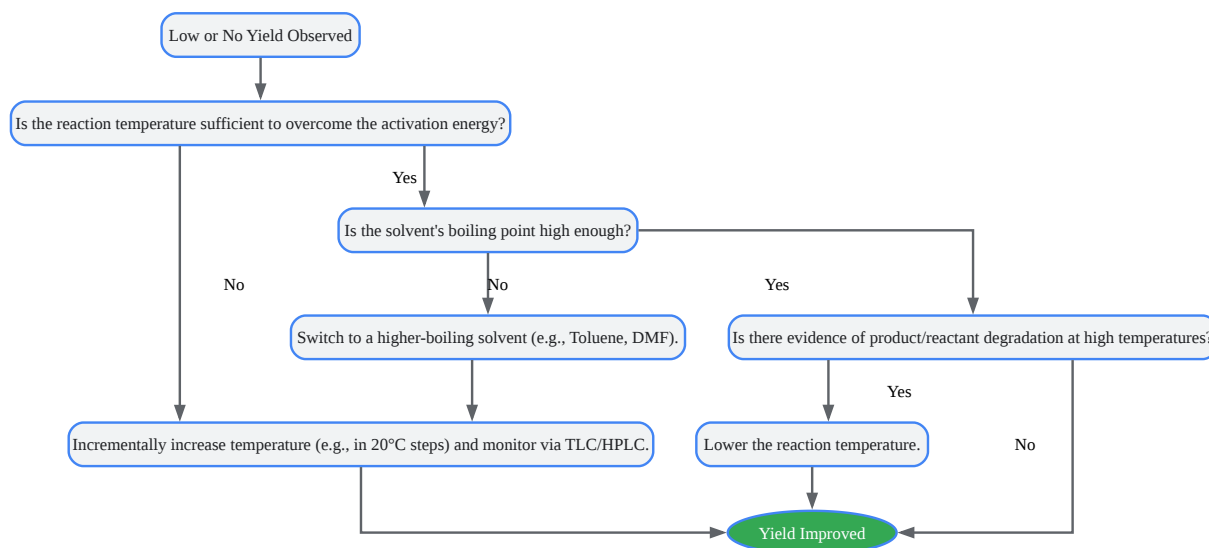 Low or No Yield Observed
Is the reaction temperature sufficient to overcome the activation energy?
Yes
Is the solvent's boiling point high enough?
No
No
Yes
Switch to a higher-boiling solvent (e.g., Toluene, DMF).
Is there evidence of product/reactant degradation at high temperatures?
Yes
Incrementally increase temperature (e.g., in 20°C steps) and monitor via TLC/HPLC.
Lower the reaction temperature.
No
Yield Improved